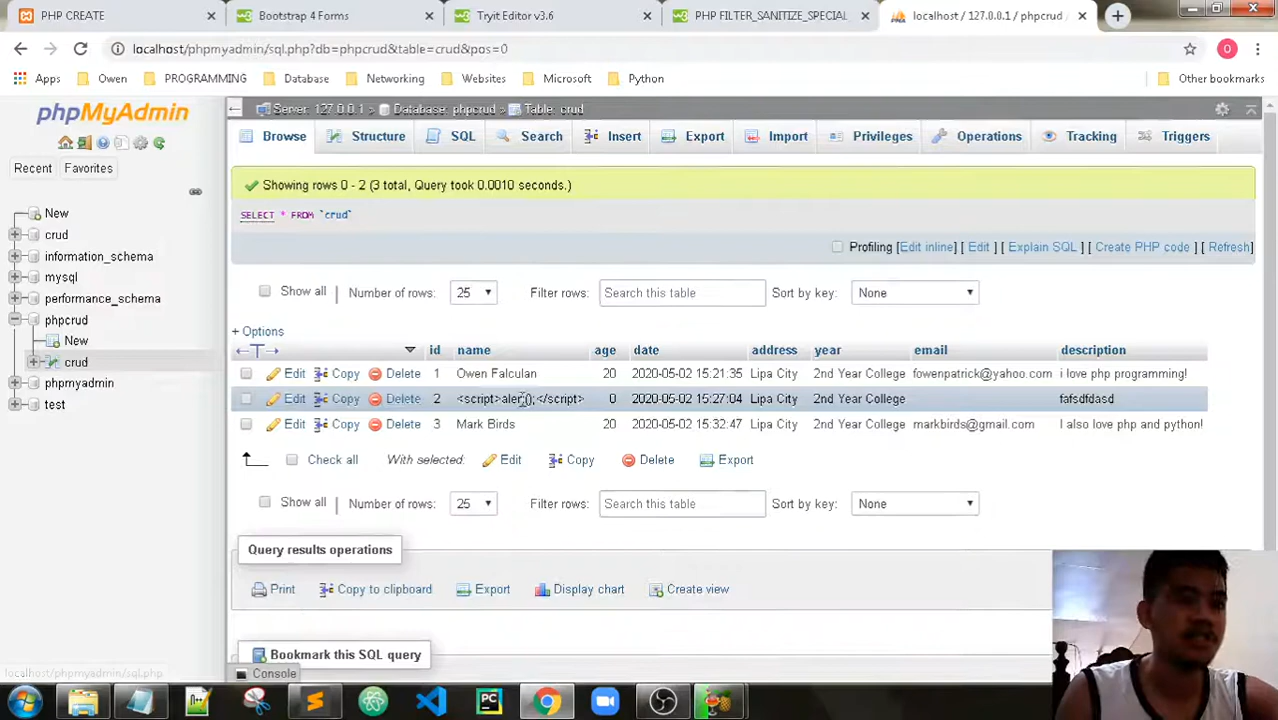 PHP CREATE
Bootstrap 4 Forms
Tryit Editor v3.
PHP FILTER_SANITIZE_SPECIAL
localhost / 127.0.0.1 / phpcrud /
localhost/phpmyadmin/sql.php?db=phpcrud&table=crud&pos=0
O
Apps
Owen
PROGRAMMING
Database
Networking
Websites
Microsoft
Python
Other bookmarks
phpMyAdmin
Recent
Favorites
New
crud
information_schema
mysql
performance_schema
phpcrud
New
crud
phpmyadmin
test
localhost/phpmyadmin/sql.php
Server: 127.0.0.1 » Database: phpcrud » Table: crud
Browse
Structure
SQL
Search
Insert
Export
Import
Privileges
Operations
Tracking
Triggers
Showing rows 0 - 2 (3 total, Query took 0.0010 seconds.)
SELECT * FROM `crud`
Profiling [Edit inline] [ Edit ] [ Explain SQL ] [ Create PHP code ] [ Refresh]
Show all
Number of rows:
25
Filter rows:
Search this table
Sort by key:
None
+ Options
id name age date address year email description
Edit Copy Delete 1 Owen Falculan 20 2020-05-02 15:21:35 Lipa City 2nd Year College fowenpatrick@yahoo.com i love php programming!
Edit Copy Delete 2 <script>aler();</script> 0 2020-05-02 15:27:04 Lipa City 2nd Year College fafsdfdasd
Edit Copy Delete 3 Mark Birds 20 2020-05-02 15:32:47 Lipa City 2nd Year College markbirds@gmail.com I also love php and python!
Check all
With selected:
Edit
Copy
Delete
Export
Show all
Number of rows:
25
Filter rows:
Search this table
Sort by key:
None
Query results operations
Print
Copy to clipboard
Export
Display chart
Create view
Bookmark this SQL query
Console
PC